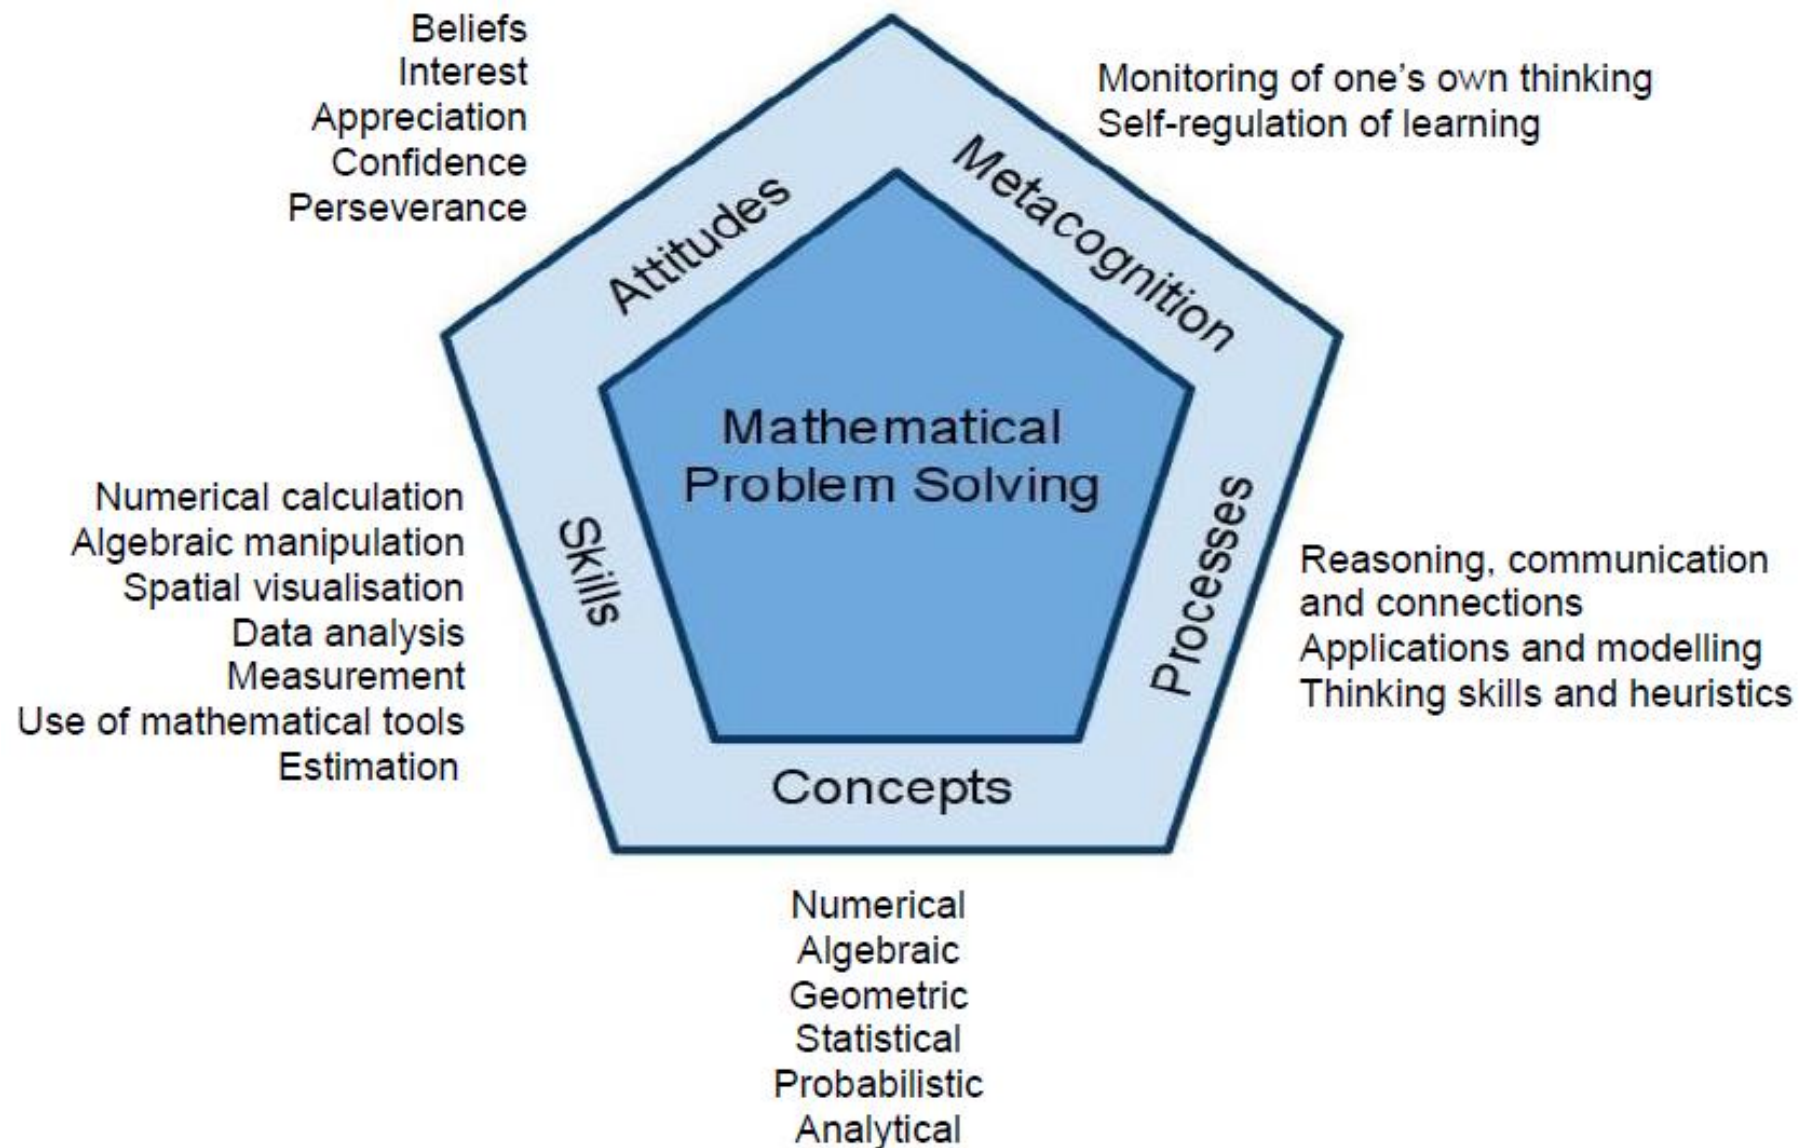 Beliefs
Interest
Appreciation
Confidence
Perseverance
Monitoring of one's own thinking
Self-regulation of learning
Attitudes
Metacognition
Mathematical
Problem Solving
Numerical calculation
Algebraic manipulation
Spatial visualisation
Data analysis
Measurement
Use of mathematical tools
Estimation
Skills
Processes
Reasoning, communication
and connections
Applications and modelling
Thinking skills and heuristics
Concepts
Numerical
Algebraic
Geometric
Statistical
Probabilistic
Analytical